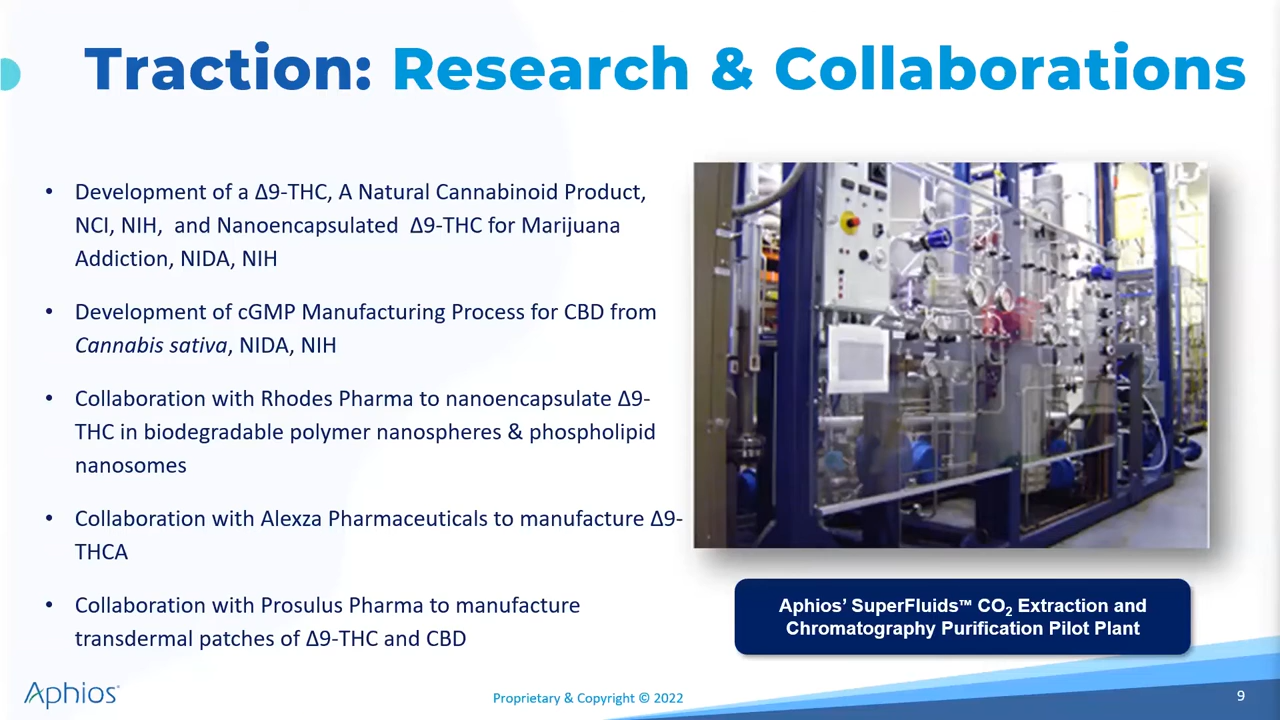 Traction: Research & Collaborations
• Development of a Δ9-THC, A Natural Cannabinoid Product,
NCI, NIH,  and Nanoencapsulated  Δ9-THC for Marijuana
Addiction, NIDA, NIH
• Development of cGMP Manufacturing Process for CBD from
Cannabis sativa, NIDA, NIH
• Collaboration with Rhodes Pharma to nanoencapsulate Δ9-
THC in biodegradable polymer nanospheres & phospholipid
nanosomes
• Collaboration with Alexza Pharmaceuticals to manufacture Δ9-
THCA
• Collaboration with Prosulus Pharma to manufacture
transdermal patches of Δ9-THC and CBD
Aphios’ SuperFluids™ CO₂ Extraction and
Chromatography Purification Pilot Plant
Aphios®
Proprietary & Copyright © 2022
9